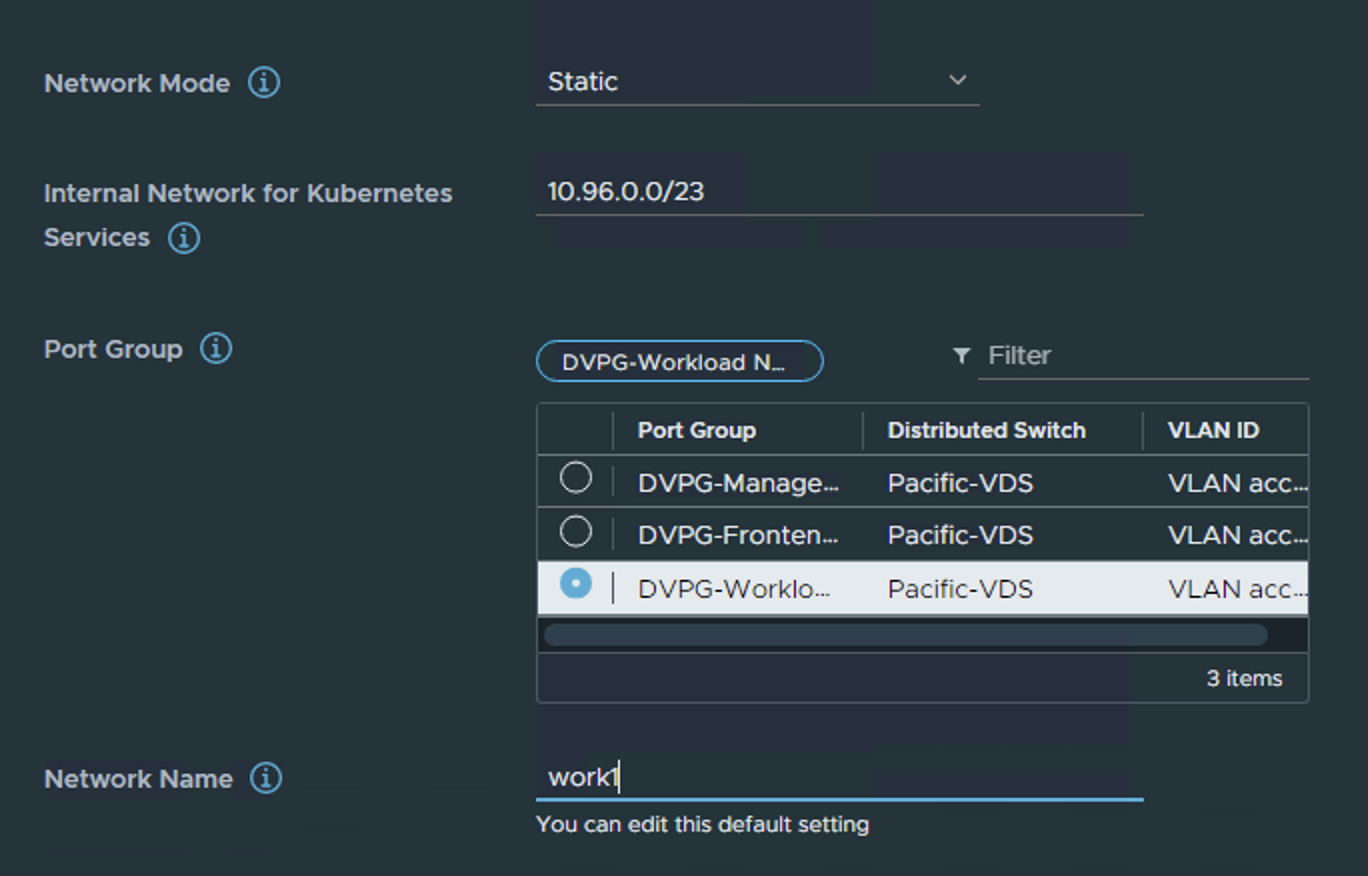 Network Mode
Static
Internal Network for Kubernetes
Services
10.96.0.0/23
Port Group
DVPG-Workload N...
Filter
Port Group Distributed Switch VLAN ID
DVPG-Manage... Pacific-VDS VLAN acc...
DVPG-Fronten... Pacific-VDS VLAN acc...
DVPG-Worklo... Pacific-VDS VLAN acc...
3 items
Network Name
work1
You can edit this default setting